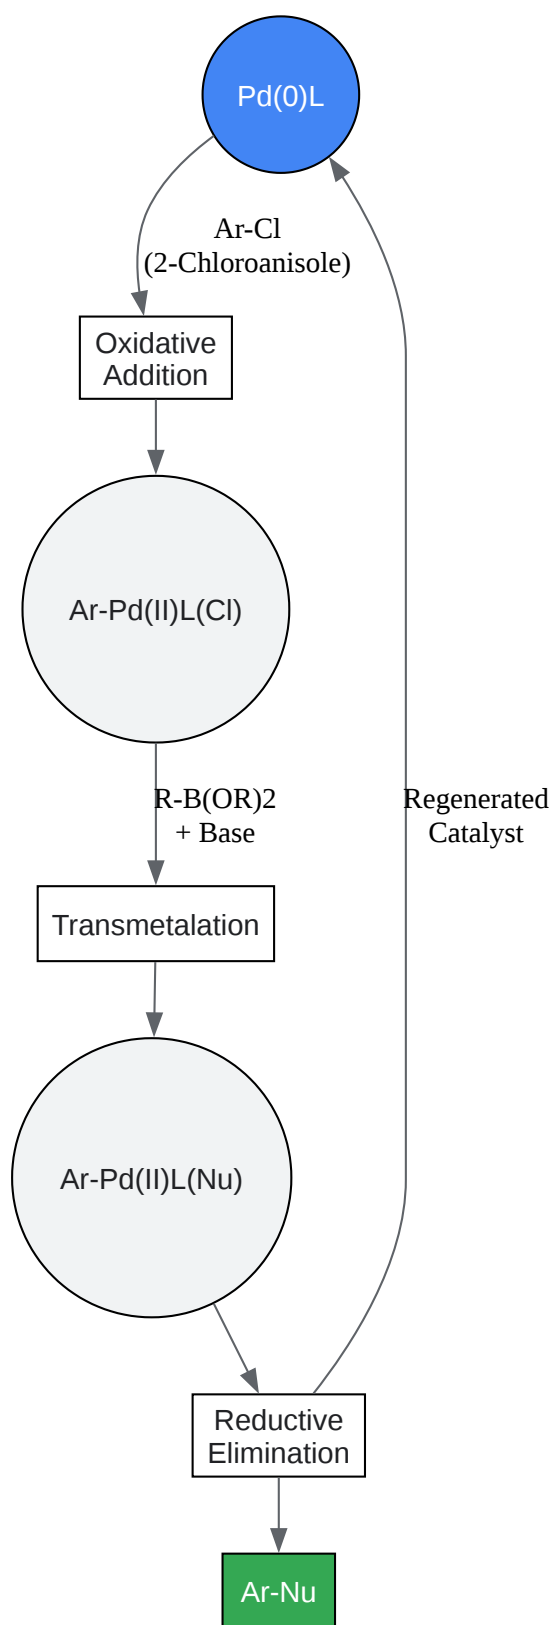 Pd(0)L
Ar-Cl
(2-Chloroanisole)
Oxidative
Addition
Ar-Pd(II)L(Cl)
R-B(OR)2
+ Base
Regenerated
Catalyst
Transmetalation
Ar-Pd(II)L(Nu)
Reductive
Elimination
Ar-Nu